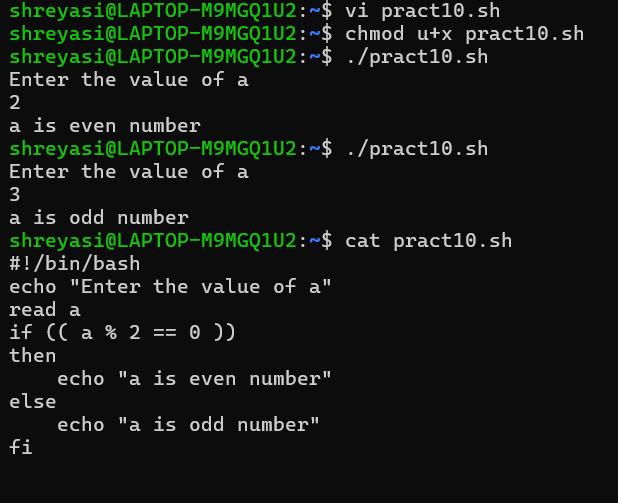 shreyasi@LAPTOP-M9MGQ1U2:~$ vi pract10.sh
shreyasi@LAPTOP-M9MGQ1U2:~$ chmod u+x pract10.sh
shreyasi@LAPTOP-M9MGQ1U2:~$ ./pract10.sh
Enter the value of a
2
a is even number
shreyasi@LAPTOP-M9MGQ1U2:~$ ./pract10.sh
Enter the value of a
3
a is odd number
shreyasi@LAPTOP-M9MGQ1U2:~$ cat pract10.sh
#!/bin/bash
echo "Enter the value of a"
read a
if (( a % 2 == 0 ))
then
    echo "a is even number"
else
    echo "a is odd number"
fi